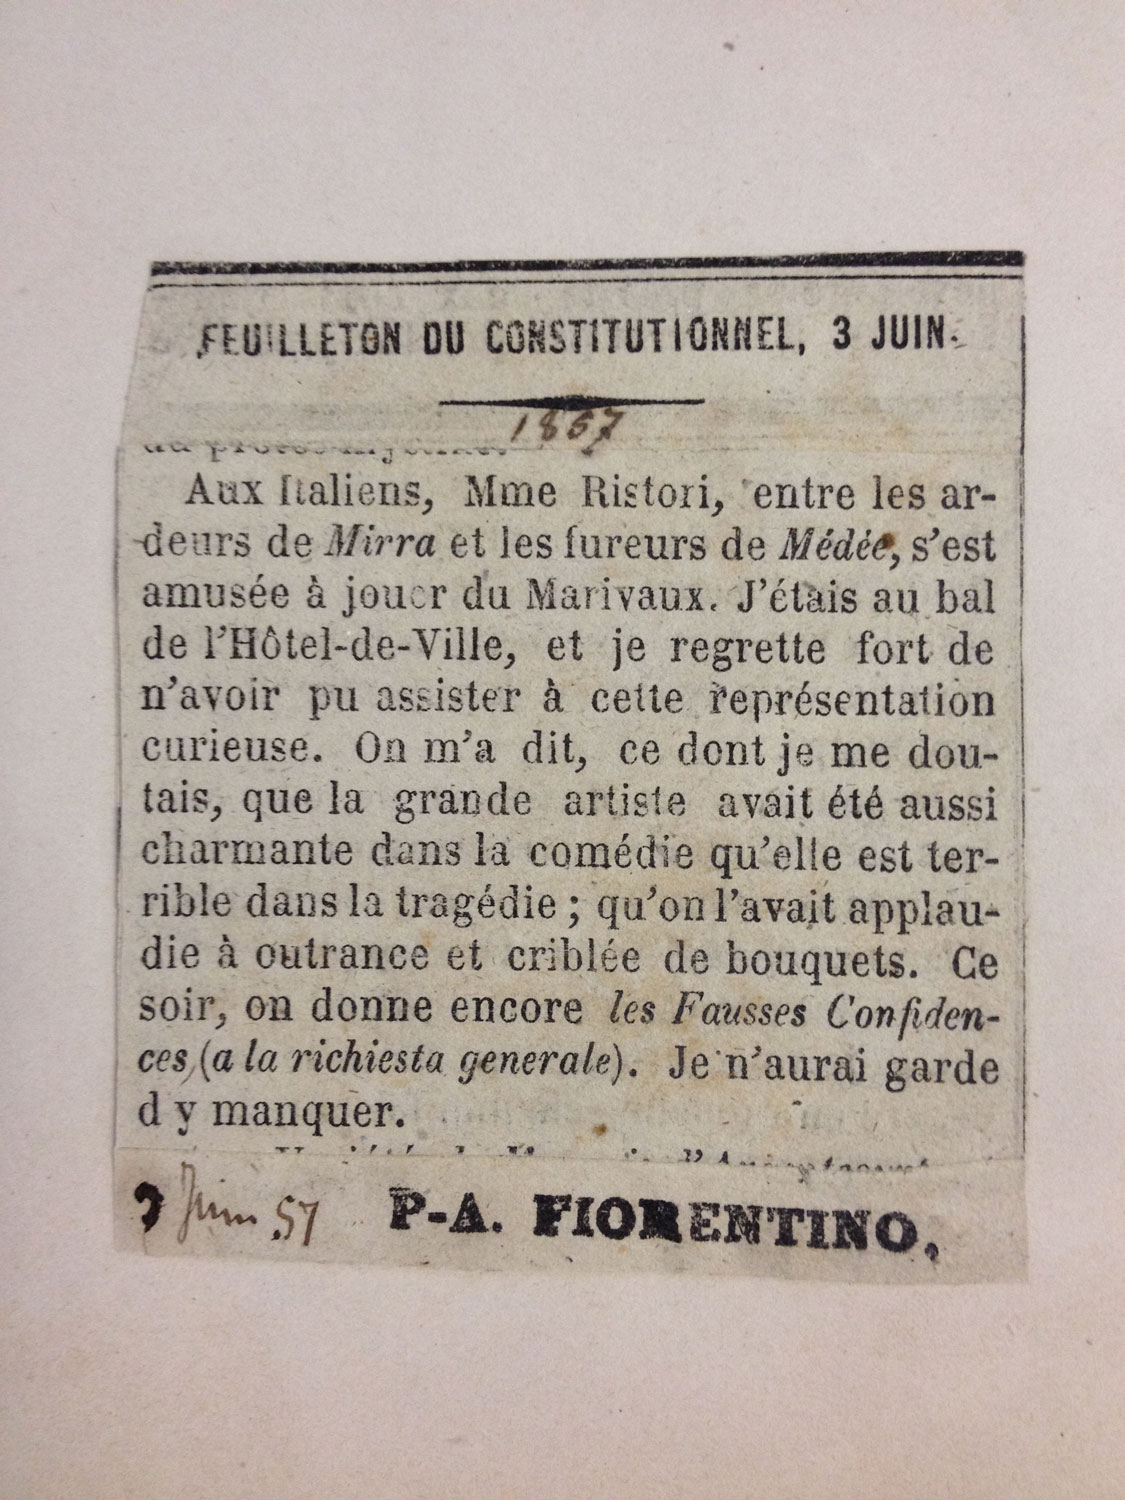 FEUILLETON DU CONSTITUTIONNEL, 3 JUIN.
1857
Aux Italiens, Mme Ristori, entre les ar-
deurs de Mirra et les fureurs de Médée, s'est
amusée à jouer du Marivaux. J'étais au bal
de l'Hôtel-de-Ville, et je regrette fort de
n'avoir pu assister à cette représentation
curieuse. On m'a dit, ce dont je me dou-
tais, que la grande artiste avait été aussi
charmante dans la comédie qu'elle est ter-
rible dans la tragédie ; qu'on l'avait applau-
die à outrance et criblée de bouquets. Ce
soir, on donne encore les Fausses Confiden-
ces, (a la richiesta generale). Je n'aurai garde
d y manquer.
3 Juin 57 P-A. FIORENTINO,